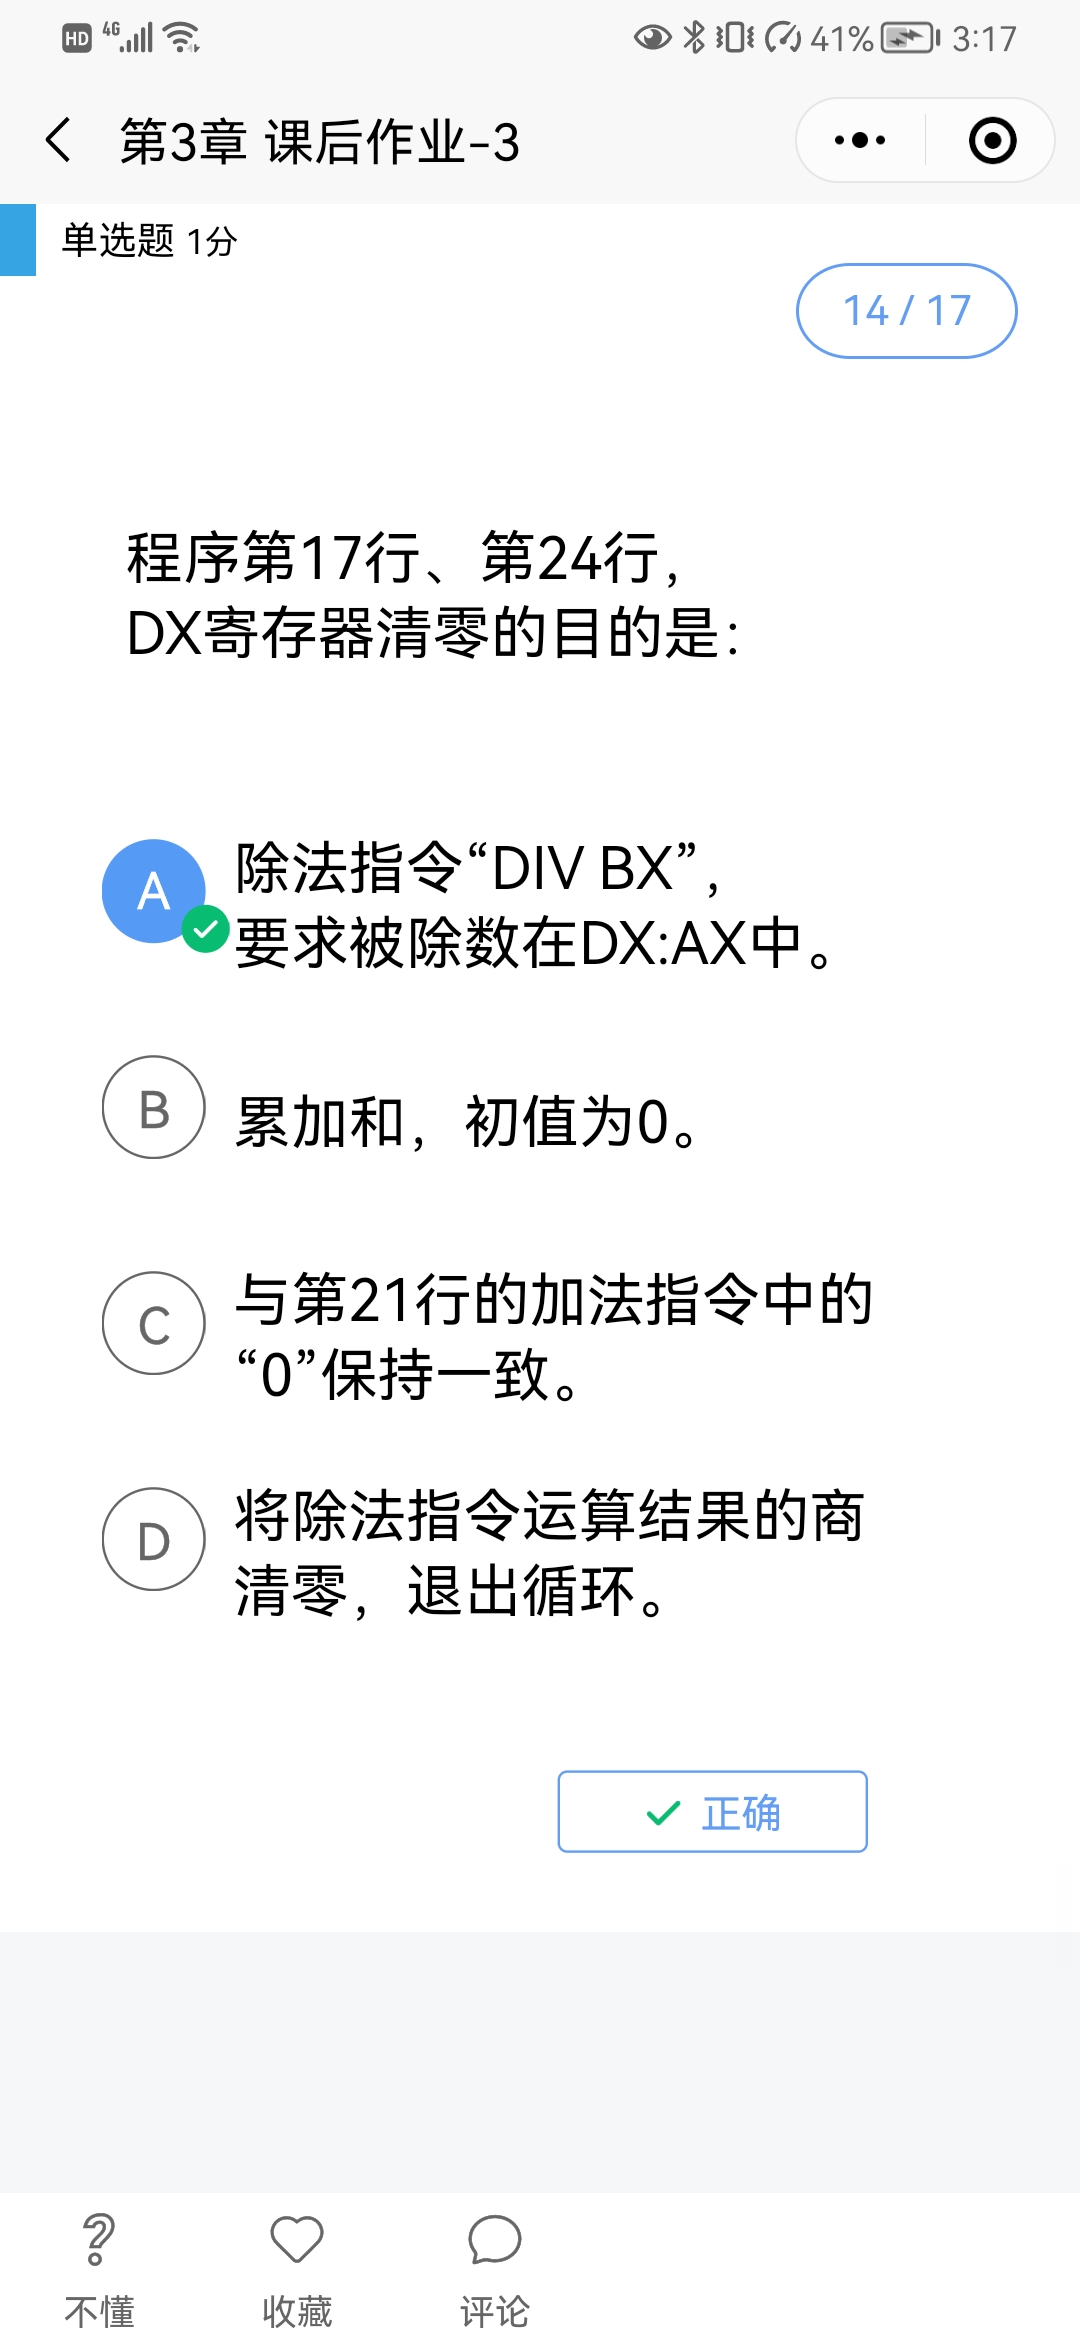 HD 4G 41% 3:17
第3章 课后作业-3
单选题 1分
14 / 17
程序第17行、第24行，
DX寄存器清零的目的是：
A 除法指令“DIV BX”，
要求被除数在DX:AX中。
B 累加和，初值为0。
C 与第21行的加法指令中的
“0”保持一致。
D 将除法指令运算结果的商
清零，退出循环。
正确
不懂 收藏 评论